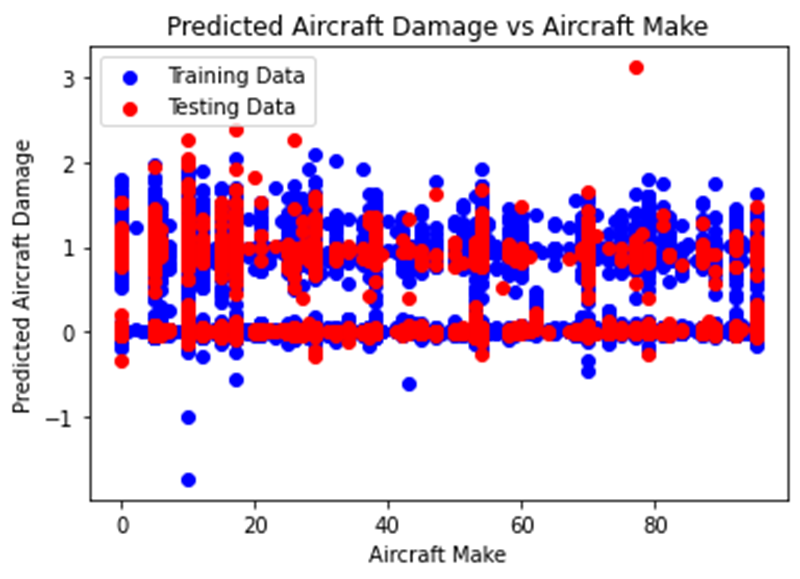 Predicted Aircraft Damage vs Aircraft Make
Training Data
Testing Data
Predicted Aircraft Damage
3
2
1
0
−1
0 20 40 60 80
Aircraft Make